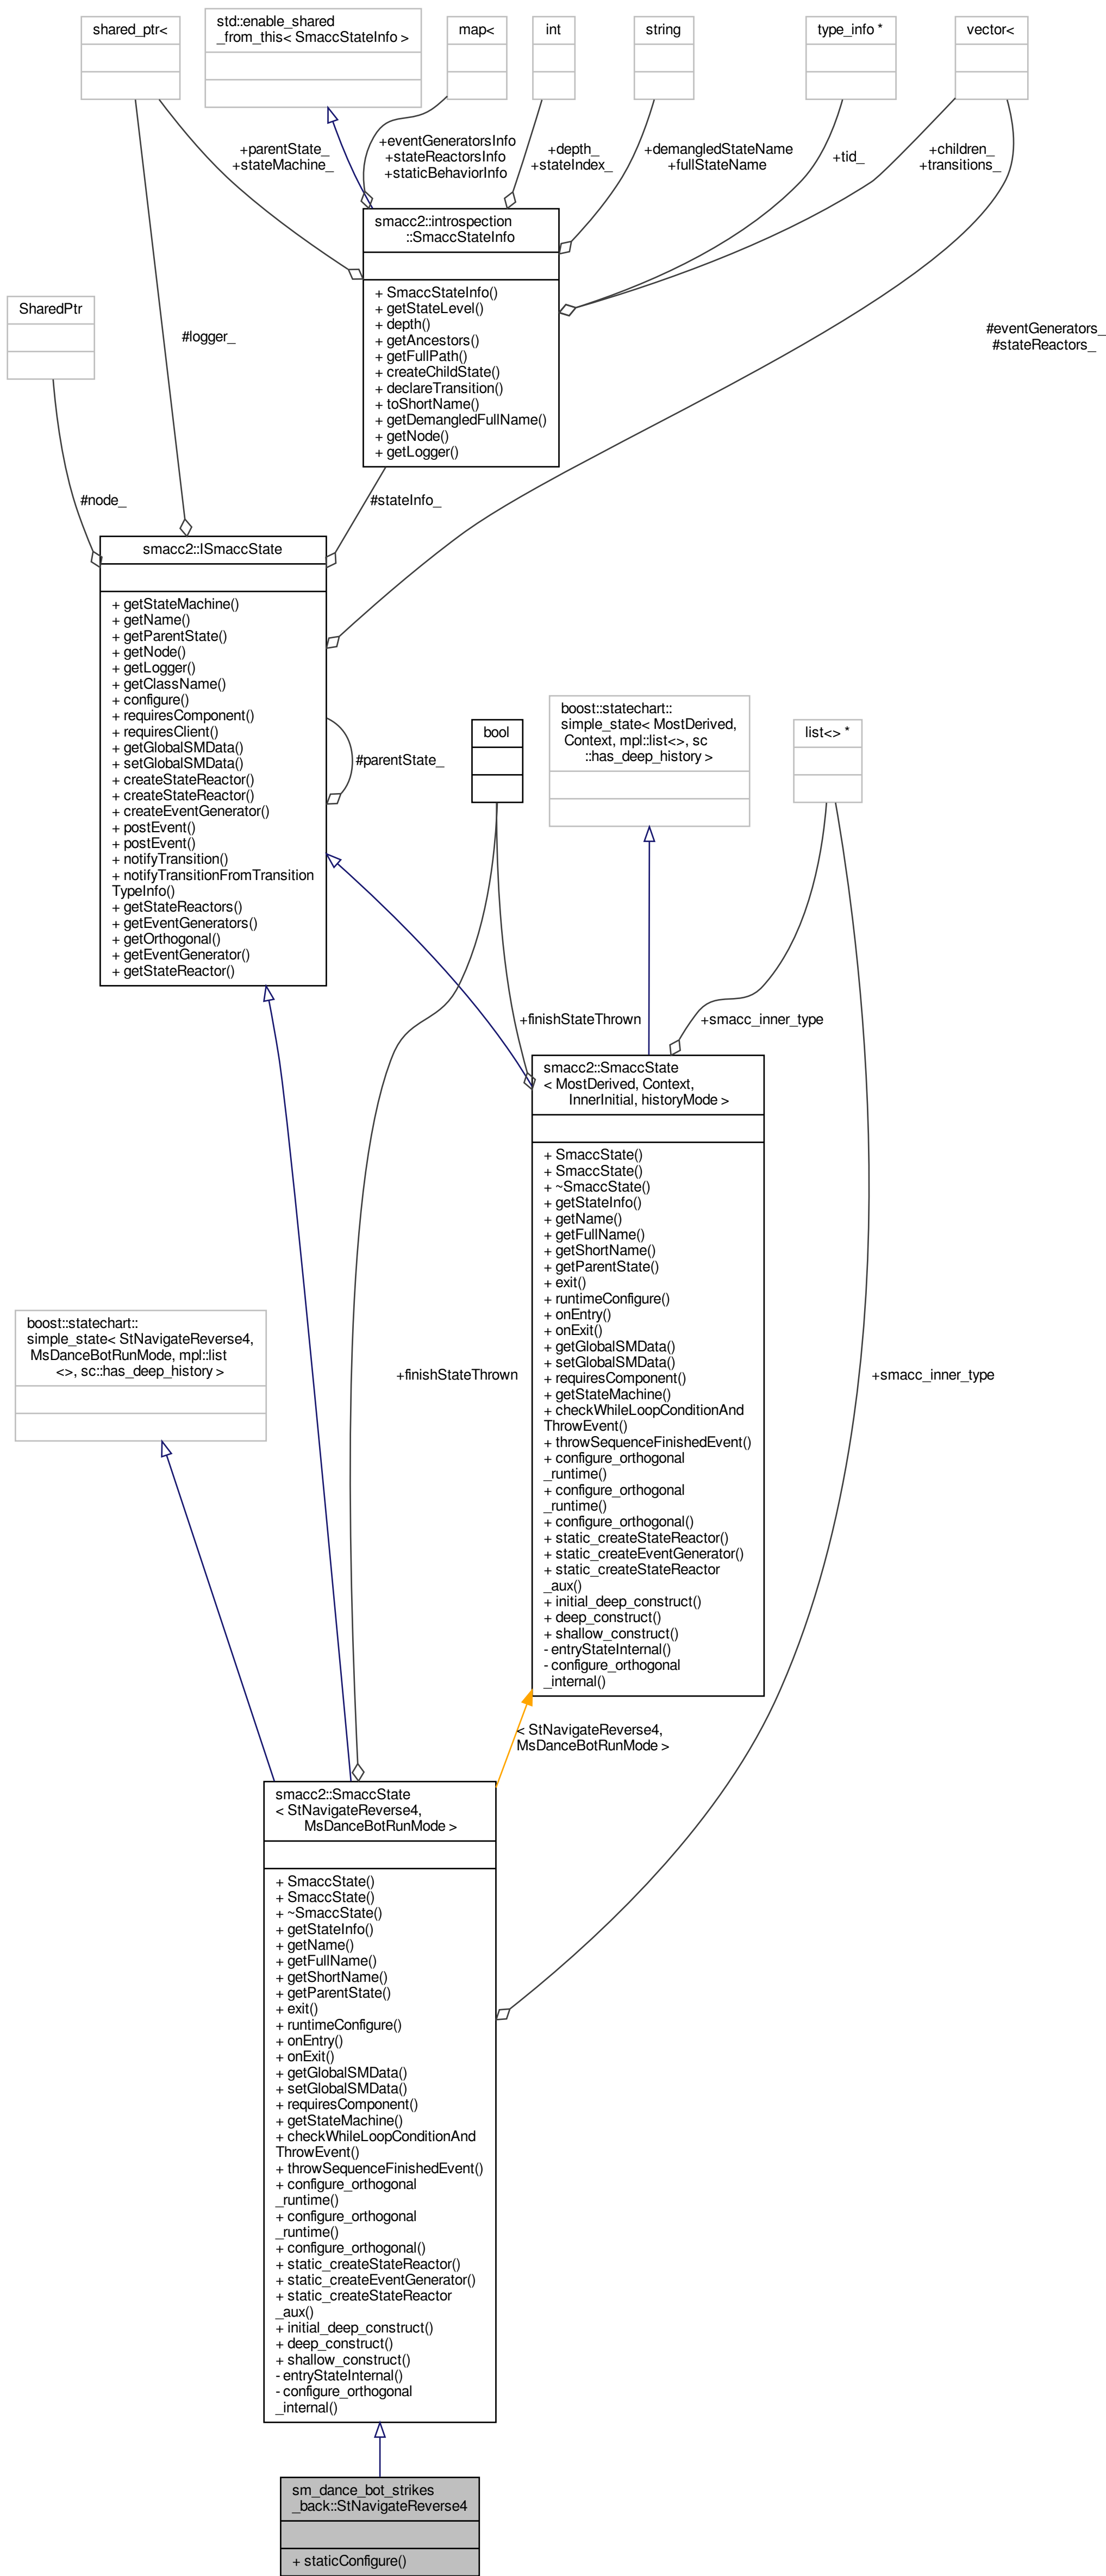 shared_ptr<
std::enable_shared
_from_this< SmaccStateInfo >
map<
int
string
type_info *
vector<
+parentState_
+stateMachine_
+eventGeneratorsInfo
+stateReactorsInfo
+staticBehaviorInfo
+depth_
+stateIndex_
+demangledStateName
+fullStateName
+tid_
+children_
+transitions_
smacc2::introspection
::SmaccStateInfo
+ SmaccStateInfo()
+ getStateLevel()
+ depth()
+ getAncestors()
+ getFullPath()
+ createChildState()
+ declareTransition()
+ toShortName()
+ getDemangledFullName()
+ getNode()
+ getLogger()
SharedPtr
#logger_
#eventGenerators_
#stateReactors_
#node_
#stateInfo_
smacc2::ISmaccState
+ getStateMachine()
+ getName()
+ getParentState()
+ getNode()
+ getLogger()
+ getClassName()
+ configure()
+ requiresComponent()
+ requiresClient()
+ getGlobalSMData()
+ setGlobalSMData()
+ createStateReactor()
+ createStateReactor()
+ createEventGenerator()
+ postEvent()
+ postEvent()
+ notifyTransition()
+ notifyTransitionFromTransition
TypeInfo()
+ getStateReactors()
+ getEventGenerators()
+ getOrthogonal()
+ getEventGenerator()
+ getStateReactor()
#parentState_
bool
boost::statechart::
simple_state< MostDerived,
Context, mpl::list<>, sc
::has_deep_history >
list<> *
+finishStateThrown
+smacc_inner_type
smacc2::SmaccState
< MostDerived, Context,
InnerInitial, historyMode >
+ SmaccState()
+ SmaccState()
+ ~SmaccState()
+ getStateInfo()
+ getName()
+ getFullName()
+ getShortName()
+ getParentState()
+ exit()
+ runtimeConfigure()
+ onEntry()
+ onExit()
+ getGlobalSMData()
+ setGlobalSMData()
+ requiresComponent()
+ getStateMachine()
+ checkWhileLoopConditionAnd
ThrowEvent()
+ throwSequenceFinishedEvent()
+ configure_orthogonal
_runtime()
+ configure_orthogonal
_runtime()
+ configure_orthogonal()
+ static_createStateReactor()
+ static_createEventGenerator()
+ static_createStateReactor
_aux()
+ initial_deep_construct()
+ deep_construct()
+ shallow_construct()
- entryStateInternal()
- configure_orthogonal
_internal()
boost::statechart::
simple_state< StNavigateReverse4,
MsDanceBotRunMode, mpl::list
<>, sc::has_deep_history >
+finishStateThrown
+smacc_inner_type
< StNavigateReverse4,
MsDanceBotRunMode >
smacc2::SmaccState
< StNavigateReverse4,
MsDanceBotRunMode >
+ SmaccState()
+ SmaccState()
+ ~SmaccState()
+ getStateInfo()
+ getName()
+ getFullName()
+ getShortName()
+ getParentState()
+ exit()
+ runtimeConfigure()
+ onEntry()
+ onExit()
+ getGlobalSMData()
+ setGlobalSMData()
+ requiresComponent()
+ getStateMachine()
+ checkWhileLoopConditionAnd
ThrowEvent()
+ throwSequenceFinishedEvent()
+ configure_orthogonal
_runtime()
+ configure_orthogonal
_runtime()
+ configure_orthogonal()
+ static_createStateReactor()
+ static_createEventGenerator()
+ static_createStateReactor
_aux()
+ initial_deep_construct()
+ deep_construct()
+ shallow_construct()
- entryStateInternal()
- configure_orthogonal
_internal()
sm_dance_bot_strikes
_back::StNavigateReverse4
+ staticConfigure()